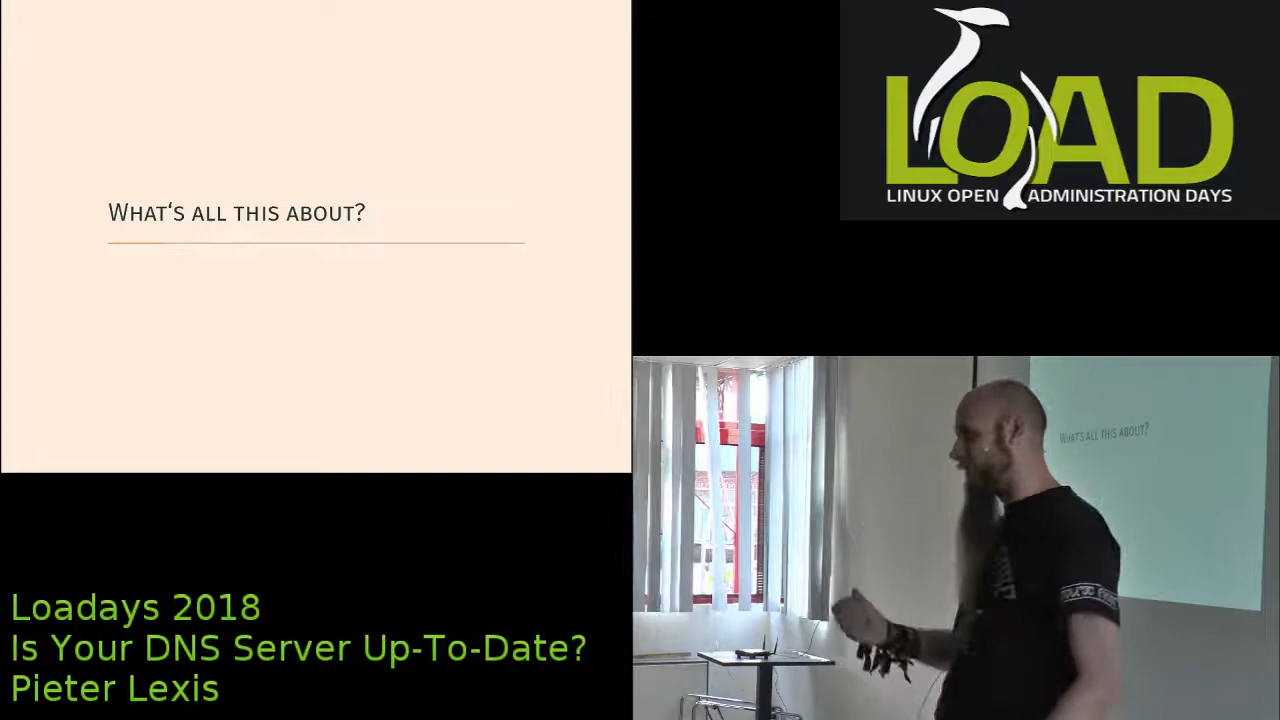 What‘s all this about?
LOAD
LINUX OPEN ADMINISTRATION DAYS
What's all this about?
Loadays 2018
Is Your DNS Server Up-To-Date?
Pieter Lexis